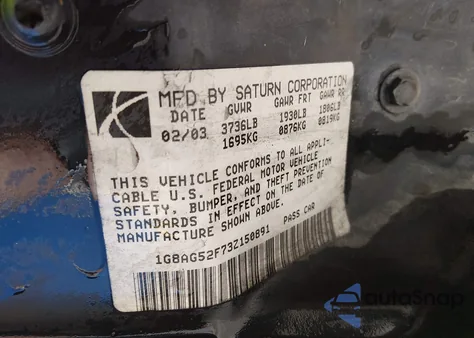 MFD BY SATURN CORPORATION
DATE GVWR GAWR FRT GAWR RR
02/03 3736LB 1930LB 1806LB
1695KG 0876KG 0819KG
THIS VEHICLE CONFORMS TO ALL APPLI-
CABLE U.S. FEDERAL MOTOR VEHICLE
SAFETY, BUMPER, AND THEFT PREVENTION
STANDARDS IN EFFECT ON THE DATE OF
MANUFACTURE SHOWN ABOVE.
1G8AG52F73Z150891 PASS CAR
autoSnap